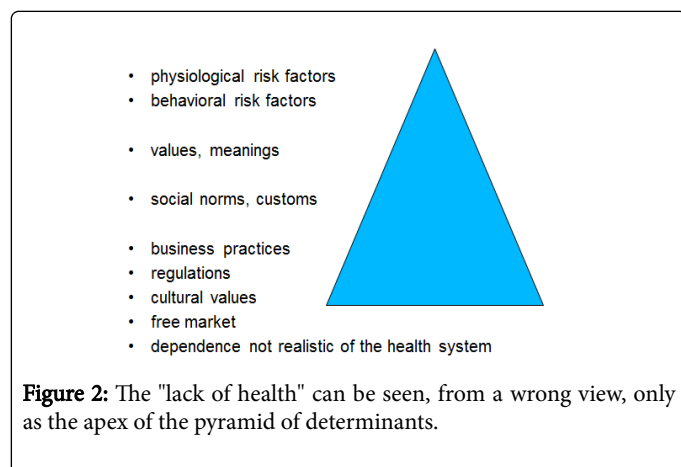 • physiological risk factors
• behavioral risk factors
• values, meanings
• social norms, customs
• business practices
• regulations
• cultural values
• free market
• dependence not realistic of the health system
Figure 2: The "lack of health" can be seen, from a wrong view, only
as the apex of the pyramid of determinants.